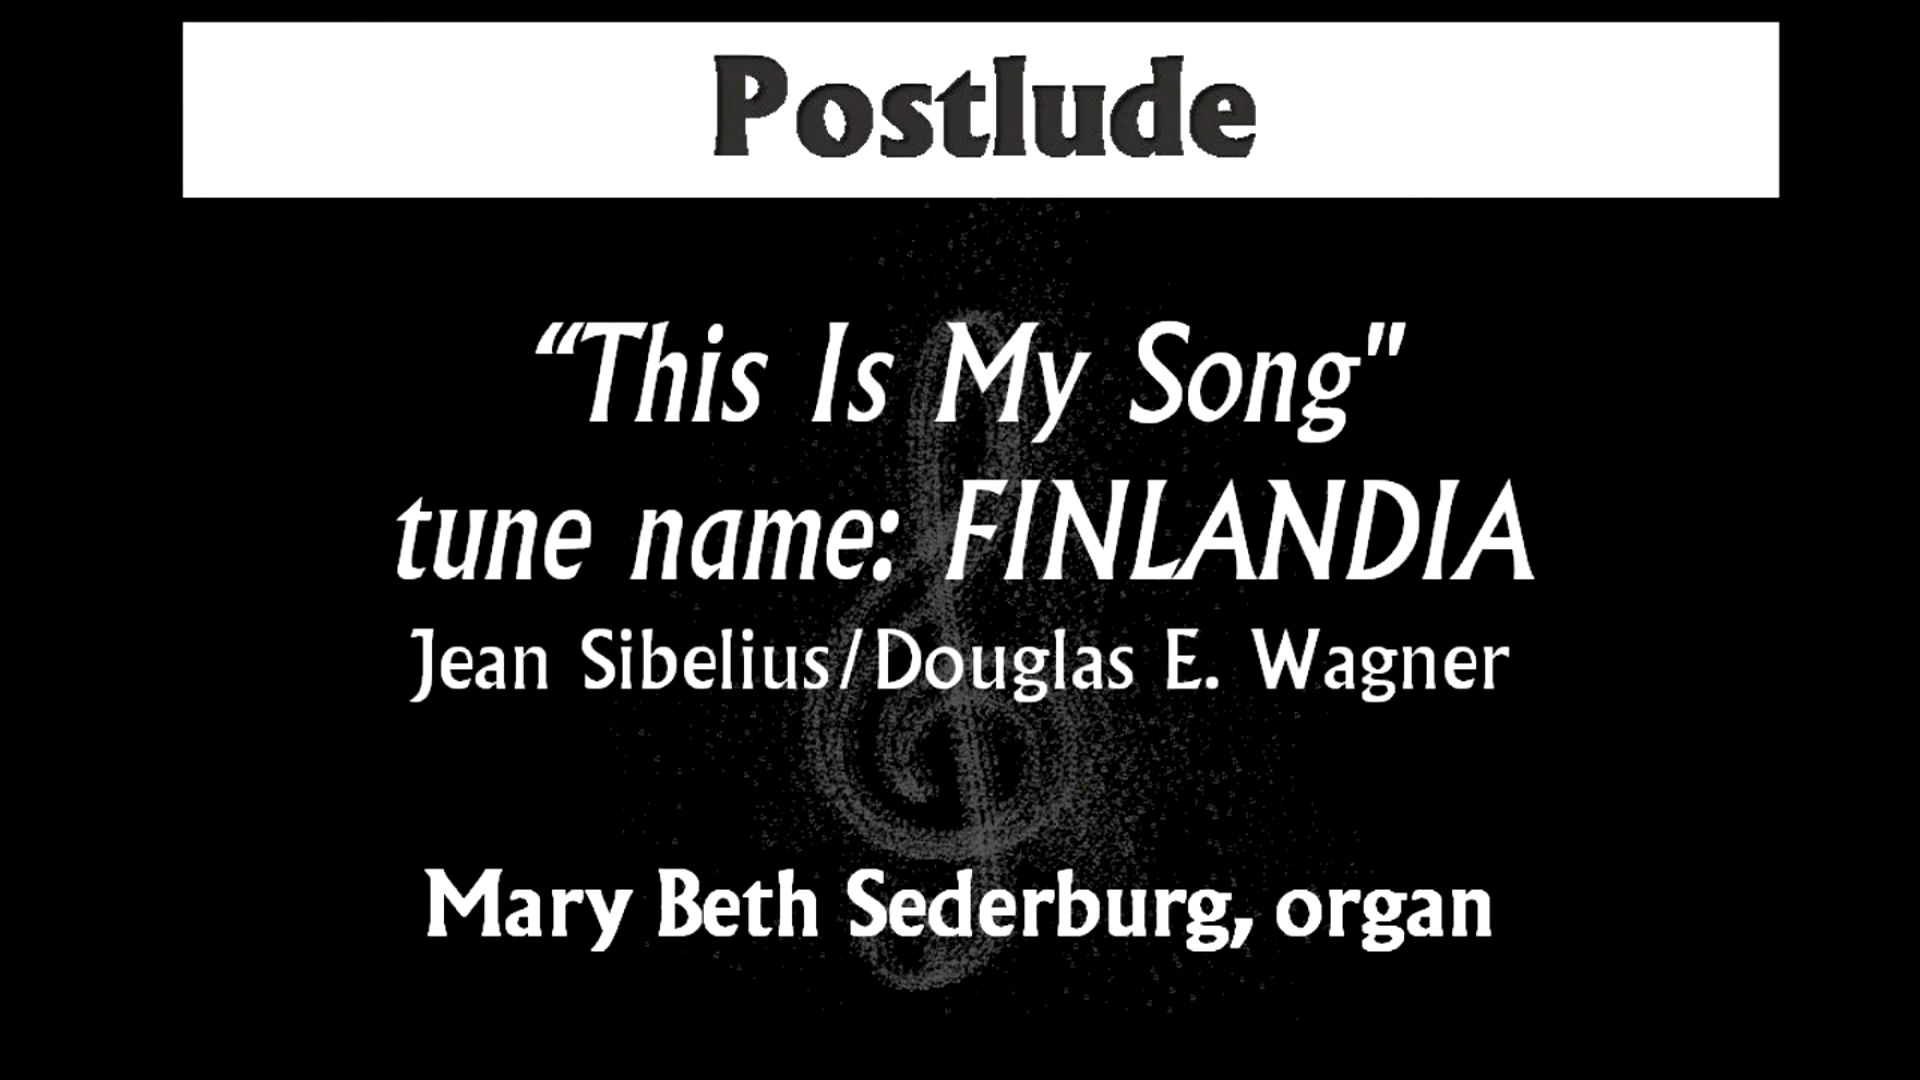 Postlude
“This Is My Song"
tune name: FINLANDIA
Jean Sibelius/Douglas E. Wagner
Mary Beth Sederburg, organ